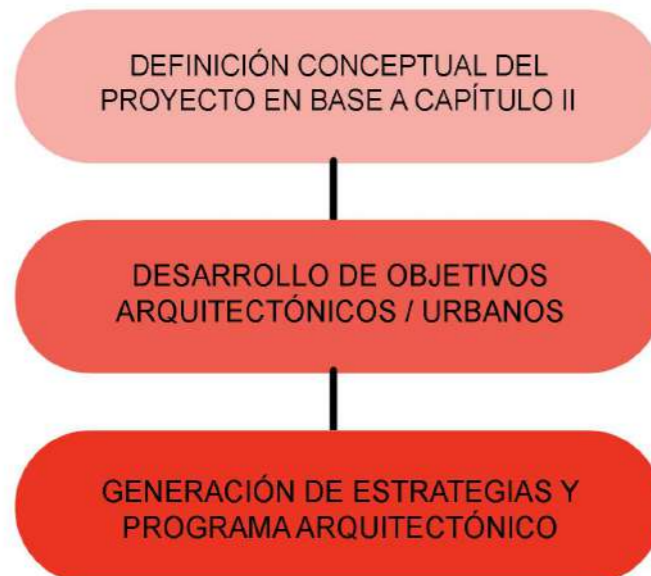 DEFINICIÓN CONCEPTUAL DEL
PROYECTO EN BASE A CAPÍTULO II
DESARROLLO DE OBJETIVOS
ARQUITECTÓNICOS / URBANOS
GENERACIÓN DE ESTRATEGIAS Y
PROGRAMA ARQUITECTÓNICO